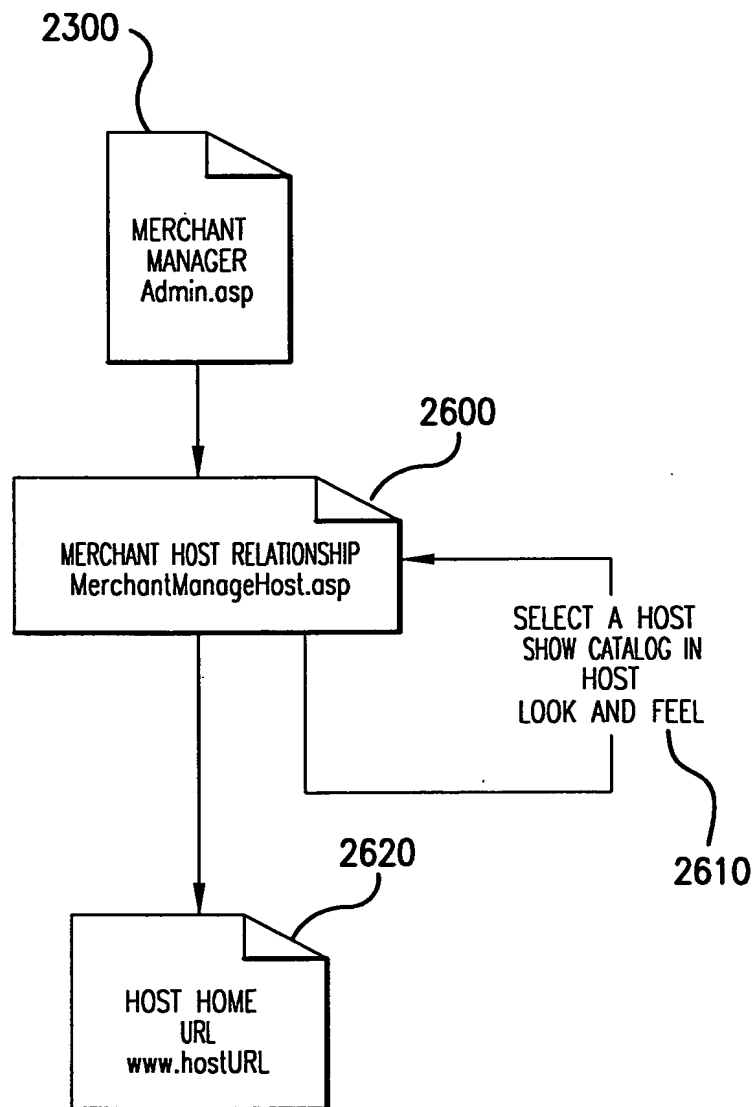 2300
MERCHANT
MANAGER
Admin.asp
2600
MERCHANT HOST RELATIONSHIP
MerchantManageHost.asp
SELECT A HOST
SHOW CATALOG IN
HOST
LOOK AND FEEL
2610
2620
HOST HOME
URL
www.hostURL